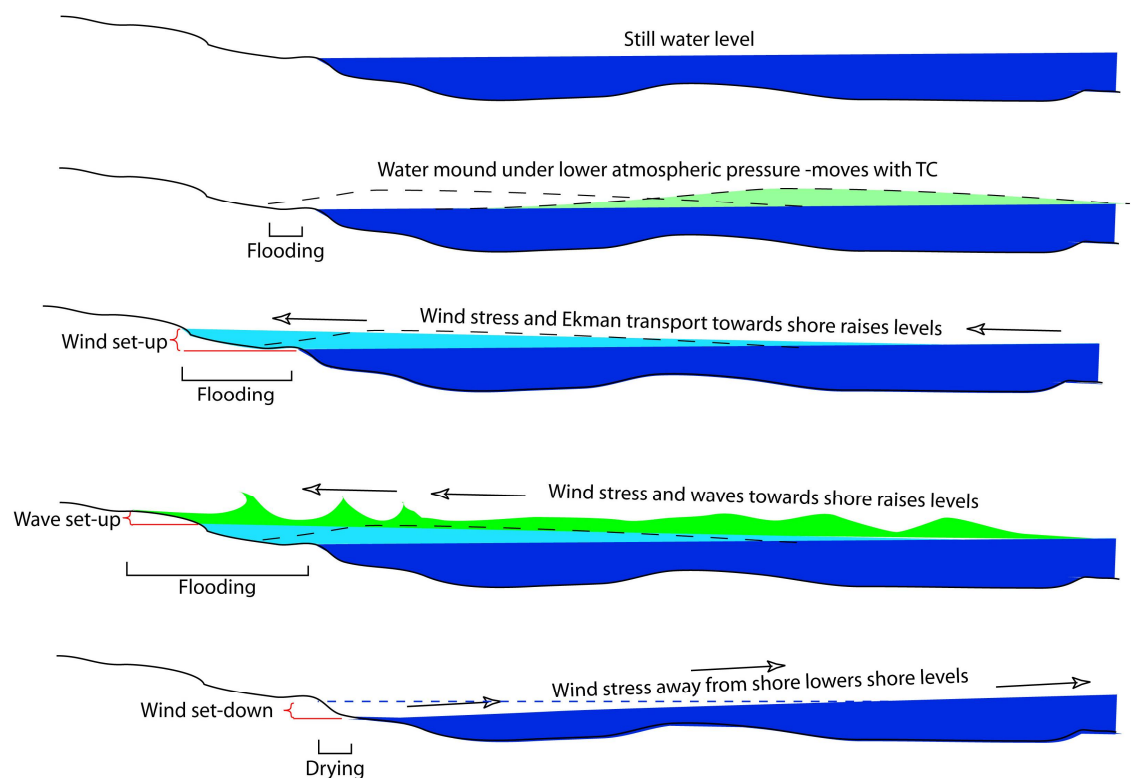 Still water level
Water mound under lower atmospheric pressure -moves with TC
Flooding
Wind stress and Ekman transport towards shore raises levels
Wind set-up
Flooding
Wind stress and waves towards shore raises levels
Wave set-up
Flooding
Wind stress away from shore lowers shore levels
Wind set-down
Drying